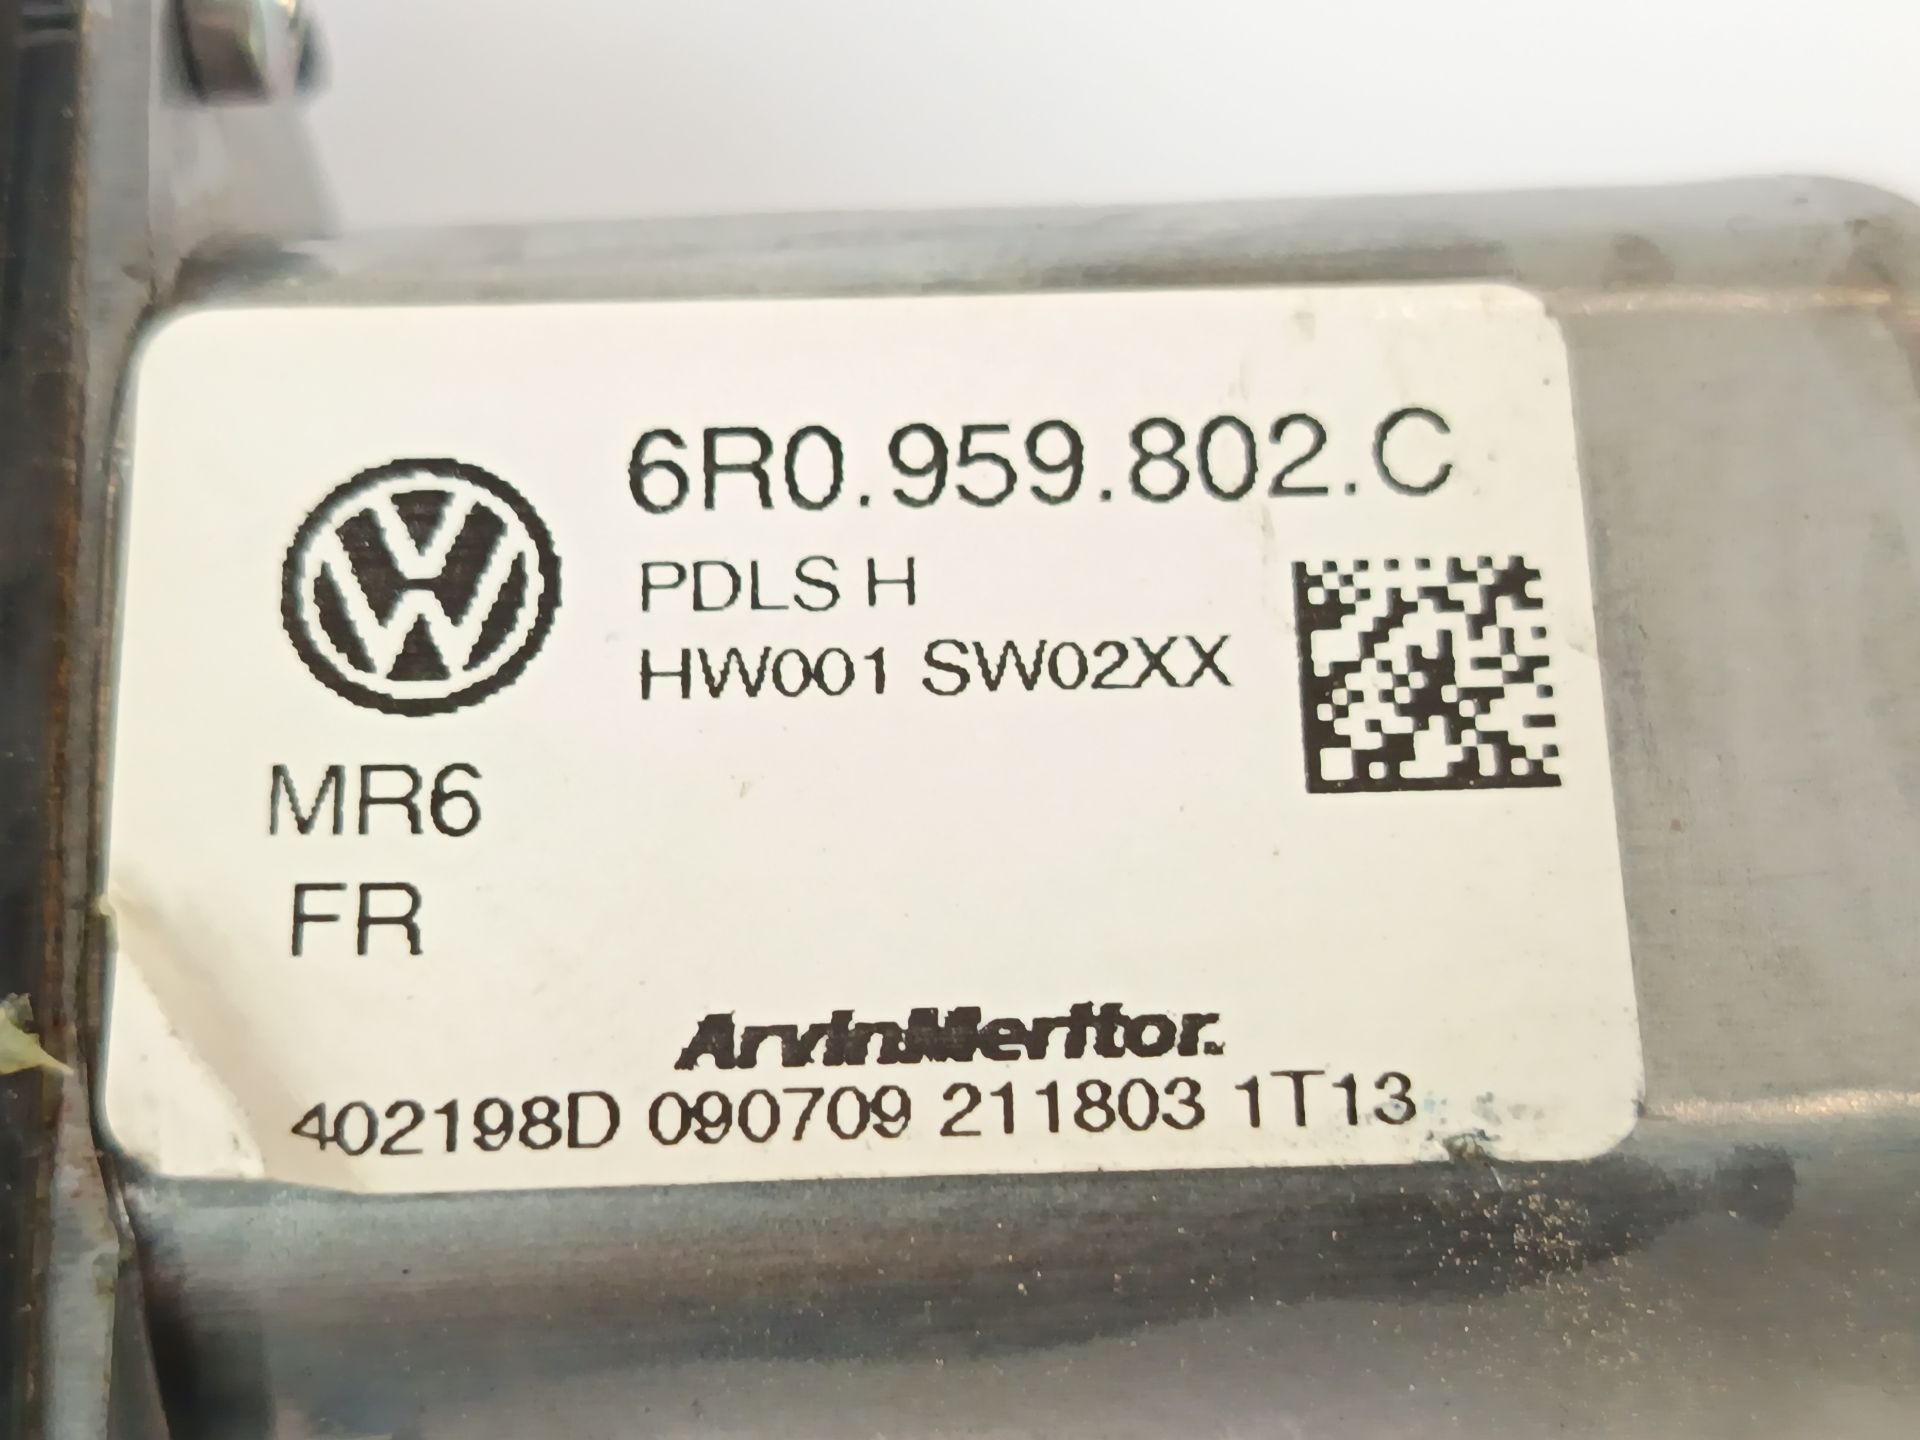 6R0.959.802.C
PDLS H
HW001 SW02XX
MR6
FR
ArvinMeritor.
402198D 090709 211803 1T13